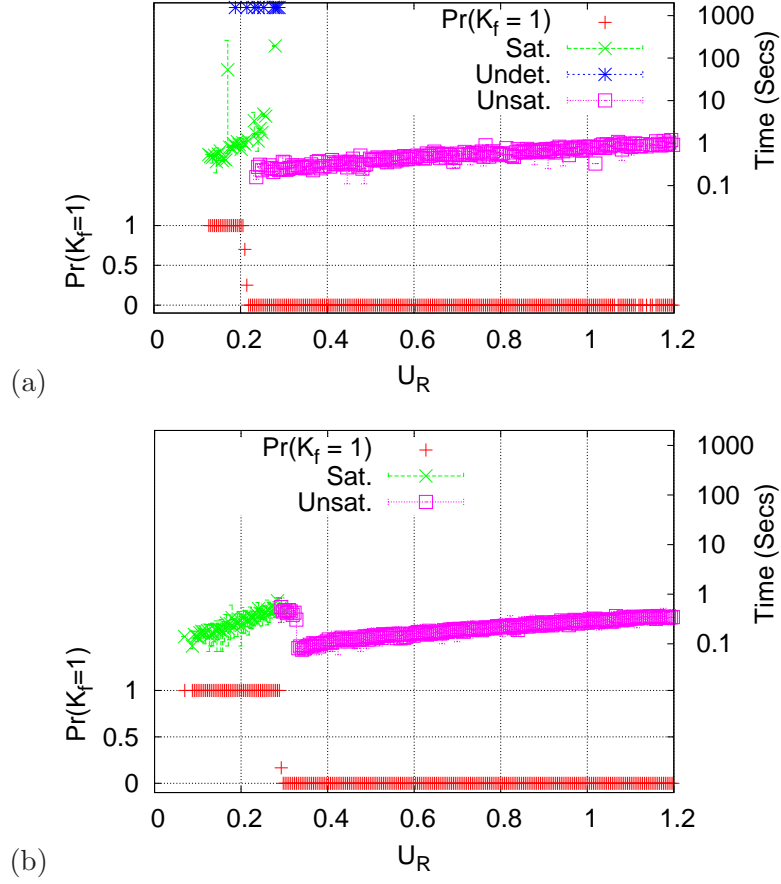 Pr(K_f = 1)
Sat.
Undet.
Unsat.
1000
100
10
1
0.1
Time (Secs)
Pr(K_f=1)
1
0.5
0
0 0.2 0.4 0.6 0.8 1 1.2
U_R
(a)
Pr(K_f = 1)
Sat.
Unsat.
1000
100
10
1
0.1
Time (Secs)
Pr(K_f=1)
1
0.5
0
0 0.2 0.4 0.6 0.8 1 1.2
U_R
(b)